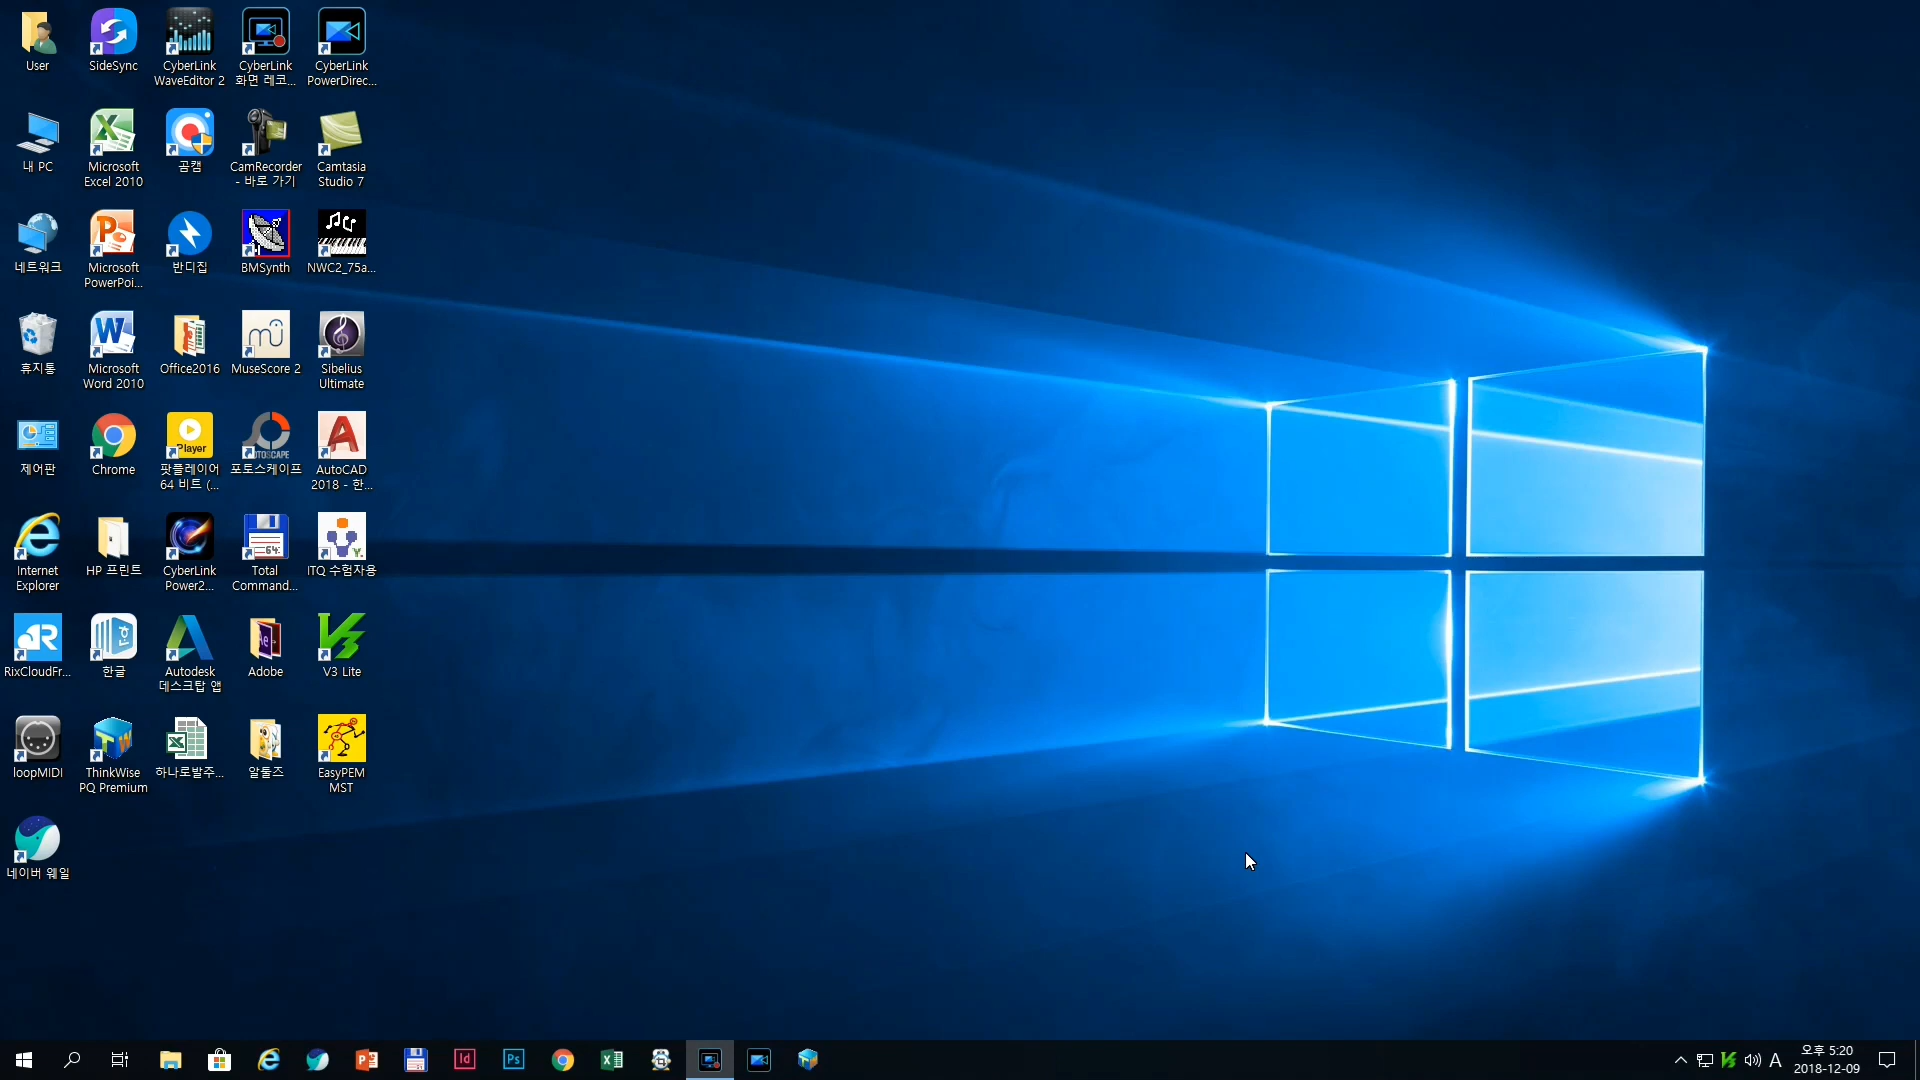 User
SideSync
CyberLink
WaveEditor 2
CyberLink
화면 레코...
CyberLink
PowerDirec...
내 PC
Microsoft
Excel 2010
곰캠
CamRecorder
- 바로 가기
Camtasia
Studio 7
네트워크
Microsoft
PowerPoi...
반디집
BMSynth
NWC2_75a...
휴지통
Microsoft
Word 2010
Office2016
MuseScore 2
Sibelius
Ultimate
제어판
Chrome
Player
팟플레이어
64 비트 (...
포토스케이프
AutoCAD
2018 - 한...
Internet
Explorer
HP 프린트
CyberLink
Power2...
64
Total
Command...
ITQ 수험자용
RixCloudFr...
한글
Autodesk
데스크탑 앱
Adobe
V3 Lite
loopMIDI
ThinkWise
PQ Premium
하나로발주...
알툴즈
EasyPEM
MST
네이버 웨일
A
오후 5:20
2018-12-09